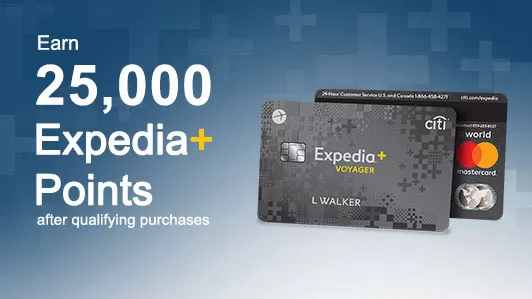 Earn
25,000
Expedia+
Points
after qualifying purchases
24-Hour Customer Service U.S. and Canada 1-866-458-4271
citi.com/expedia
citi
Expedia+
VOYAGER
L WALKER
world
mastercard.